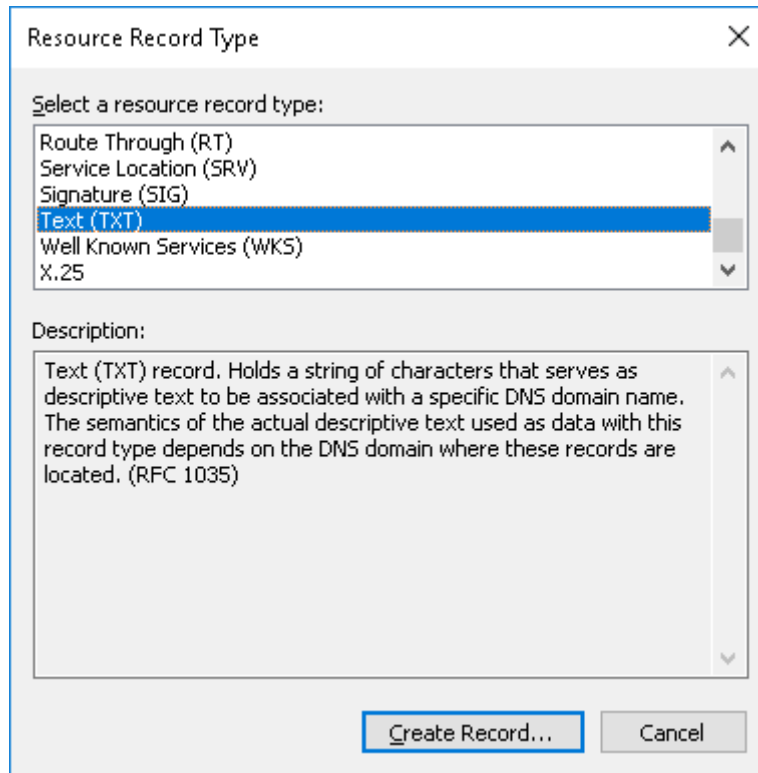 Resource Record Type
Select a resource record type:
Route Through (RT)
Service Location (SRV)
Signature (SIG)
Text (TXT)
Well Known Services (WKS)
X.25
Description:
Text (TXT) record. Holds a string of characters that serves as
descriptive text to be associated with a specific DNS domain name.
The semantics of the actual descriptive text used as data with this
record type depends on the DNS domain where these records are
located. (RFC 1035)
Create Record...
Cancel